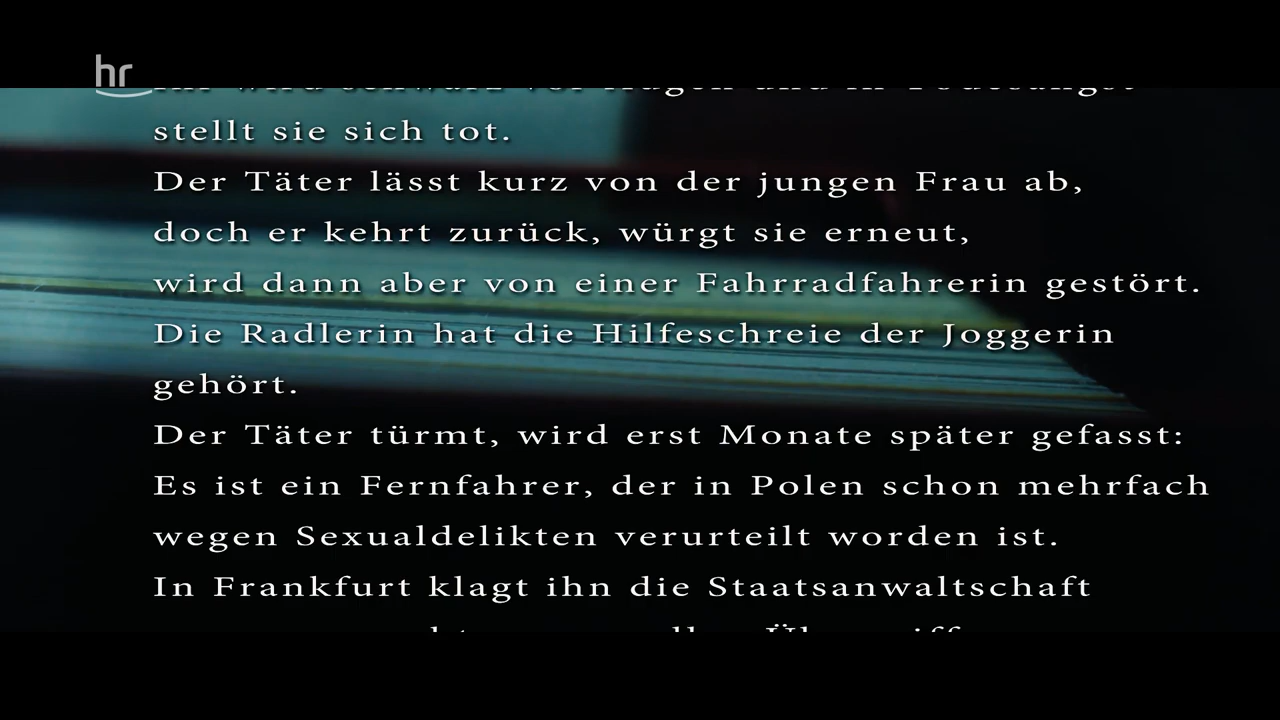 hr
stellt sie sich tot.
Der Täter lässt kurz von der jungen Frau ab,
doch er kehrt zurück, würgt sie erneut,
wird dann aber von einer Fahrradfahrerin gestört.
Die Radlerin hat die Hilfeschreie der Joggerin
gehört.
Der Täter türmt, wird erst Monate später gefasst:
Es ist ein Fernfahrer, der in Polen schon mehrfach
wegen Sexualdelikten verurteilt worden ist.
In Frankfurt klagt ihn die Staatsanwaltschaft